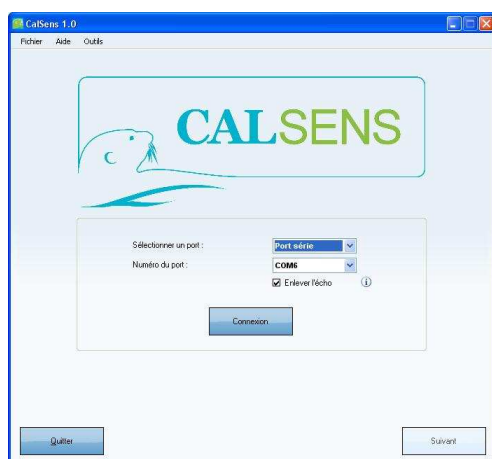 CalSens 1.0
Fichier Aide Outils
CALSENS
Sélectionner un port :
Port série
Numéro du port :
COM6
Enlever l'écho
Connexion
Quitter
Suivant